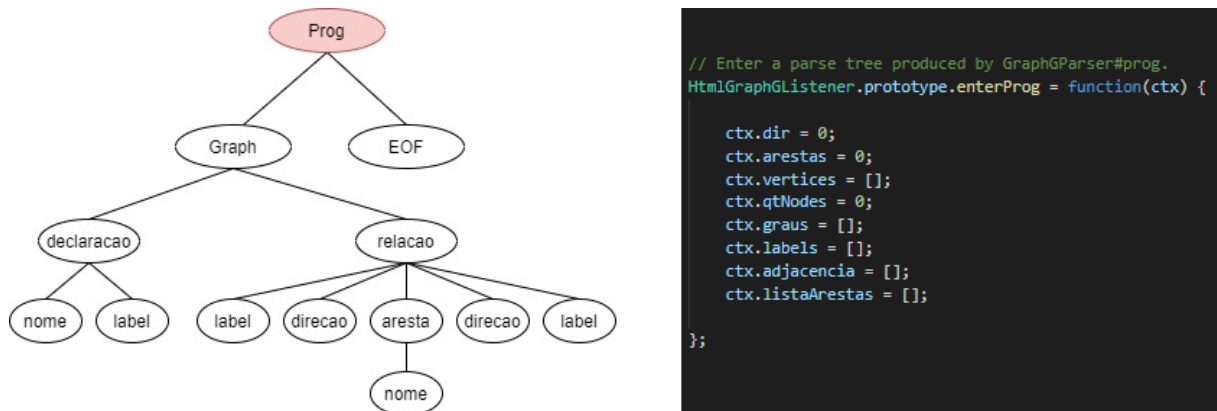 Prog
Graph
EOF
declaracao
relacao
nome
label
label
direcao
aresta
direcao
label
nome
// Enter a parse tree produced by GraphGParser#prog.
HtmlGraphGListener.prototype.enterProg = function(ctx) {
ctx.dir = 0;
ctx.arestas = 0;
ctx.vertices = [];
ctx.qtNodes = 0;
ctx.graus = [];
ctx.labels = [];
ctx.adjacencia = [];
ctx.listaArestas = [];
};